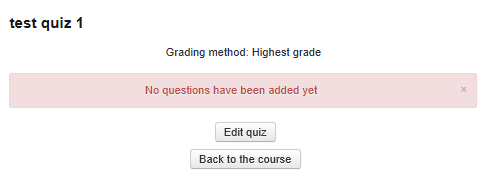 test quiz 1
Grading method: Highest grade
No questions have been added yet ×
Edit quiz
Back to the course